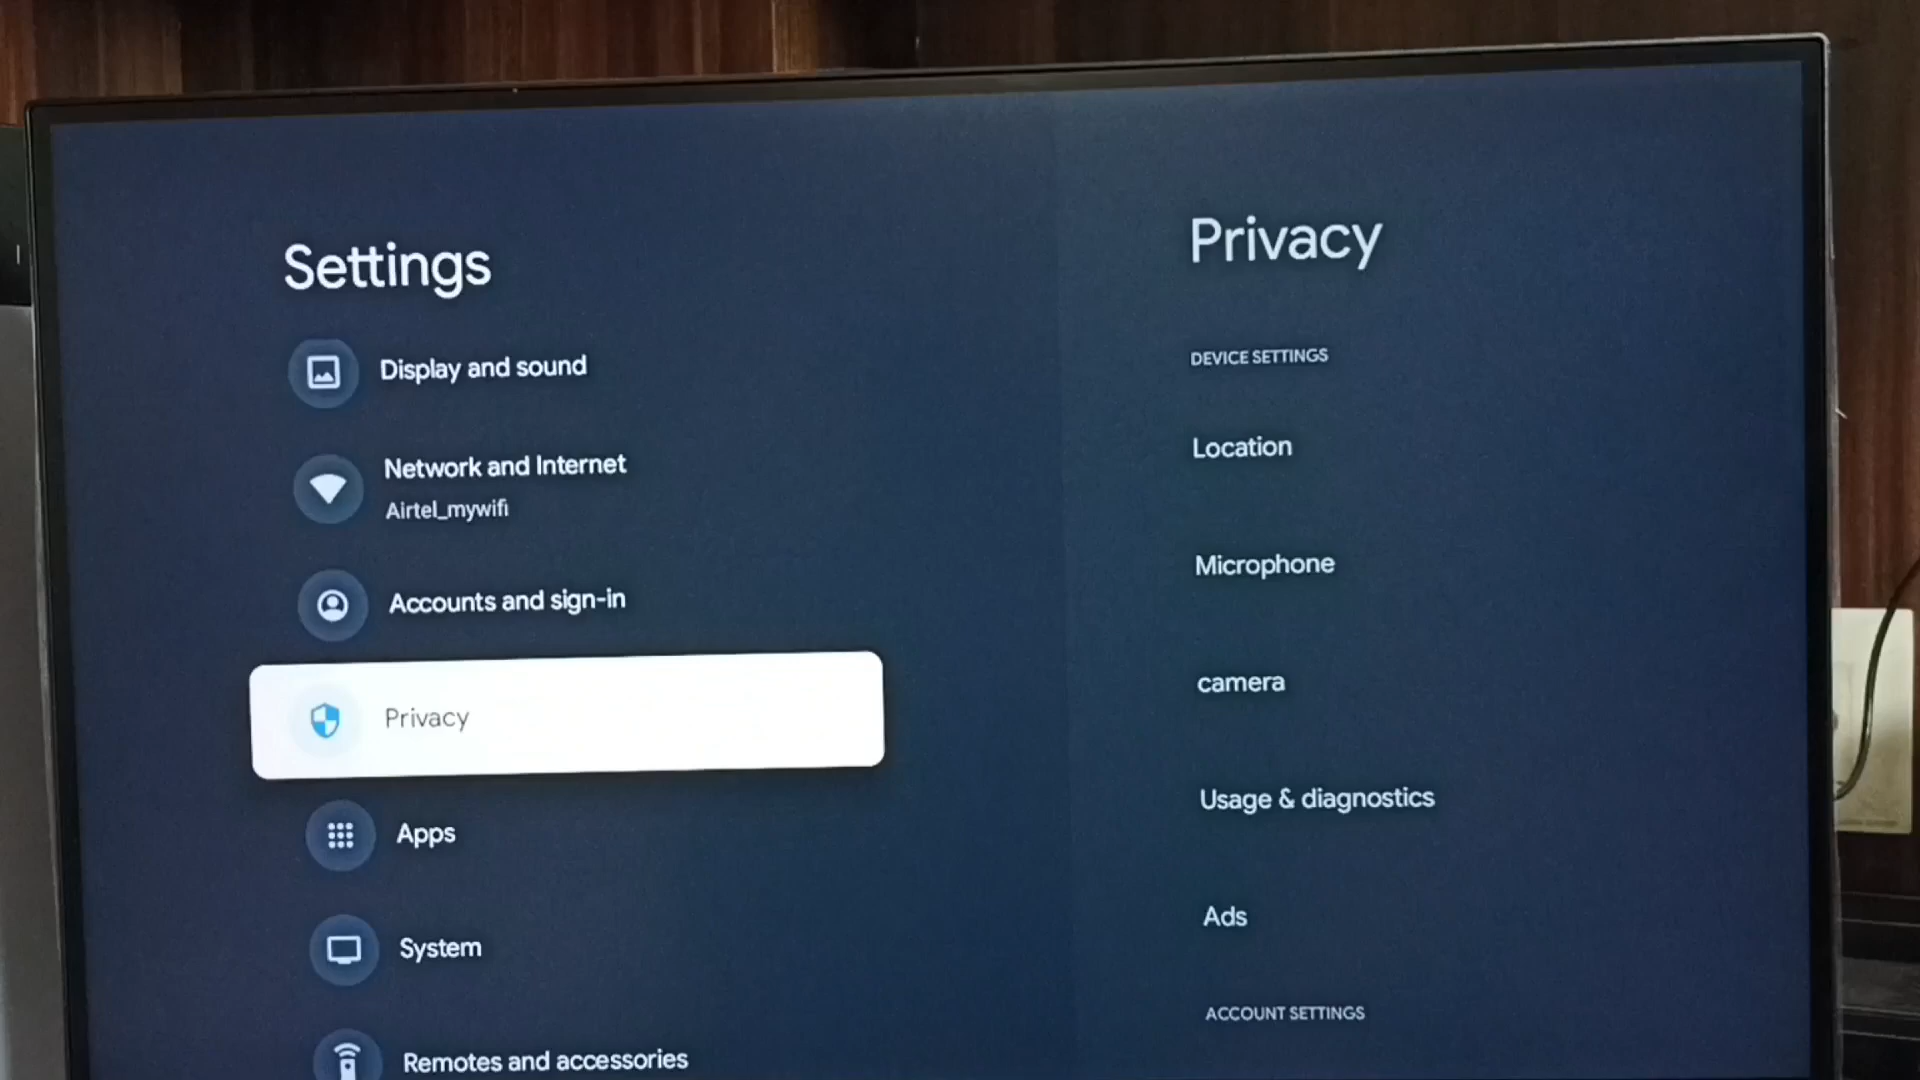 Settings
Display and sound
Network and Internet
Airtel_mywifi
Accounts and sign-in
Privacy
Apps
System
Remotes and accessories
Privacy
DEVICE SETTINGS
Location
Microphone
camera
Usage & diagnostics
Ads
ACCOUNT SETTINGS